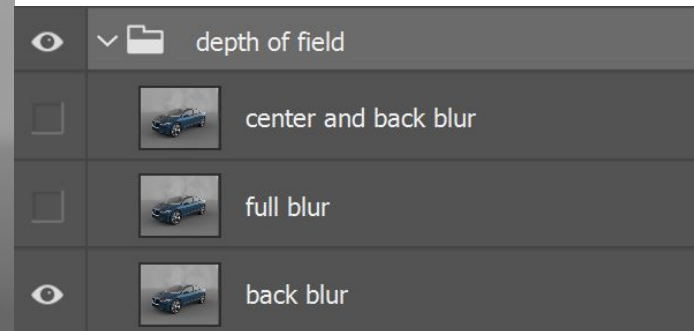 depth of field
center and back blur
full blur
back blur